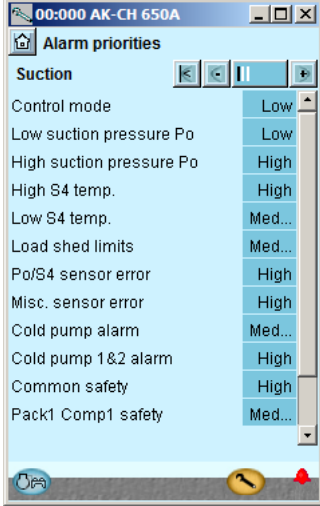 00:000 AK-CH 650A
Alarm priorities
Suction
Control mode Low
Low suction pressure Po Low
High suction pressure Po High
High S4 temp. High
Low S4 temp. Med...
Load shed limits Med...
Po/S4 sensor error High
Misc. sensor error High
Cold pump alarm Med...
Cold pump 1&2 alarm High
Common safety High
Pack1 Comp1 safety Med...